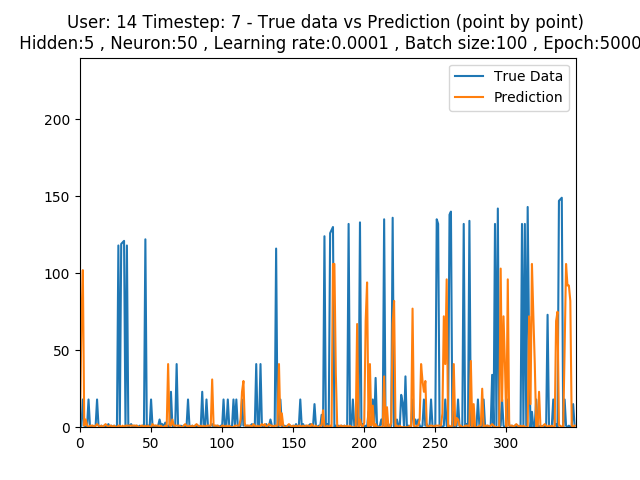 User: 14 Timestep: 7 - True data vs Prediction (point by point)
Hidden:5 , Neuron:50 , Learning rate:0.0001 , Batch size:100 , Epoch:5000
True Data
Prediction
200
150
100
50
0
0 50 100 150 200 250 300